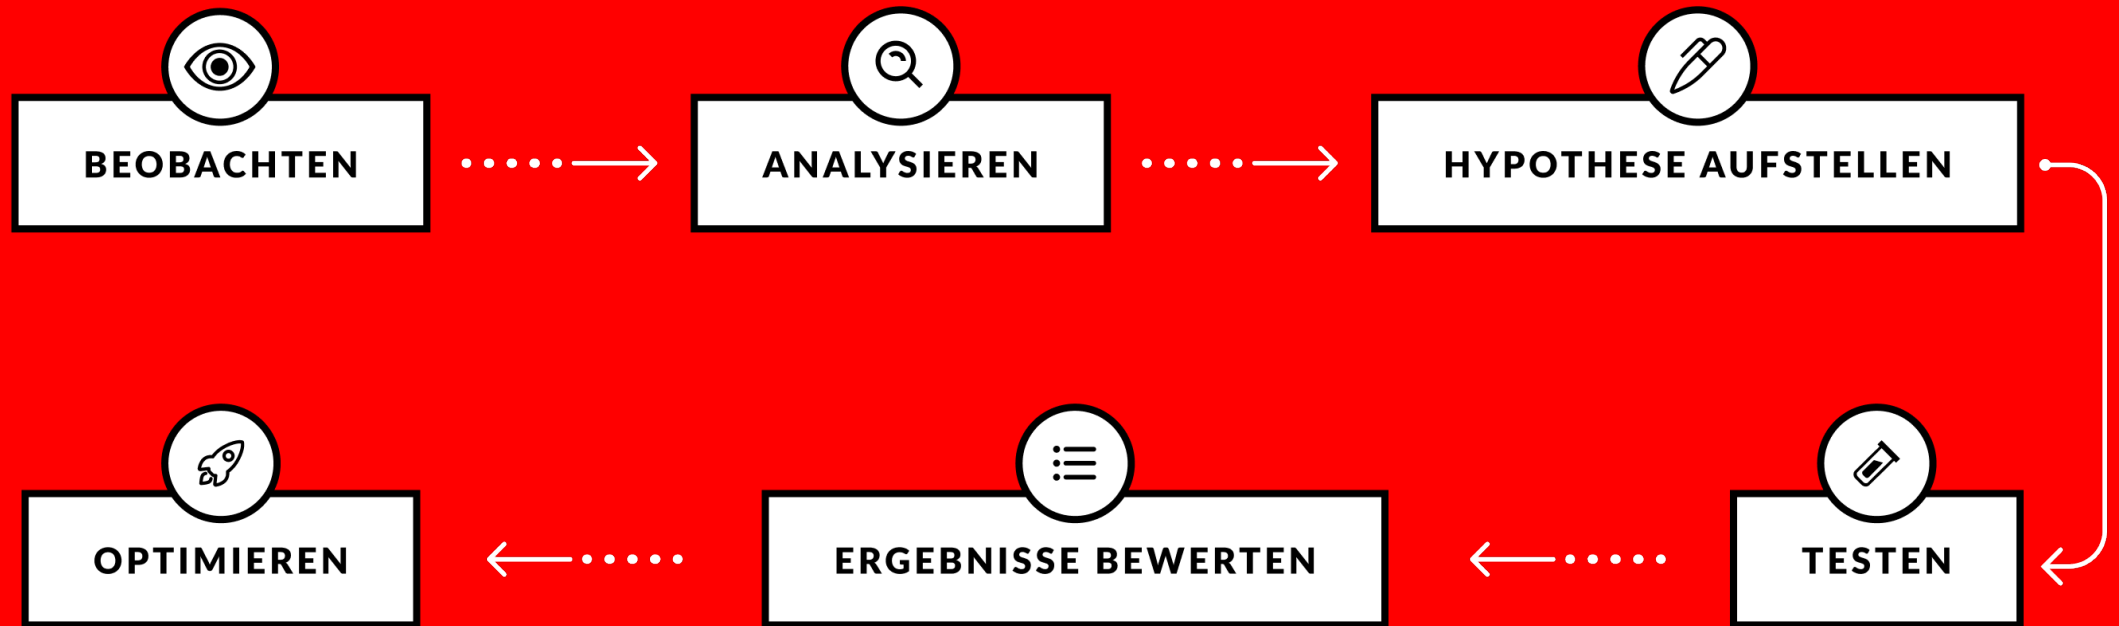 BEOBACHTEN
ANALYSIEREN
HYPOTHESE AUFSTELLEN
TESTEN
ERGEBNISSE BEWERTEN
OPTIMIEREN